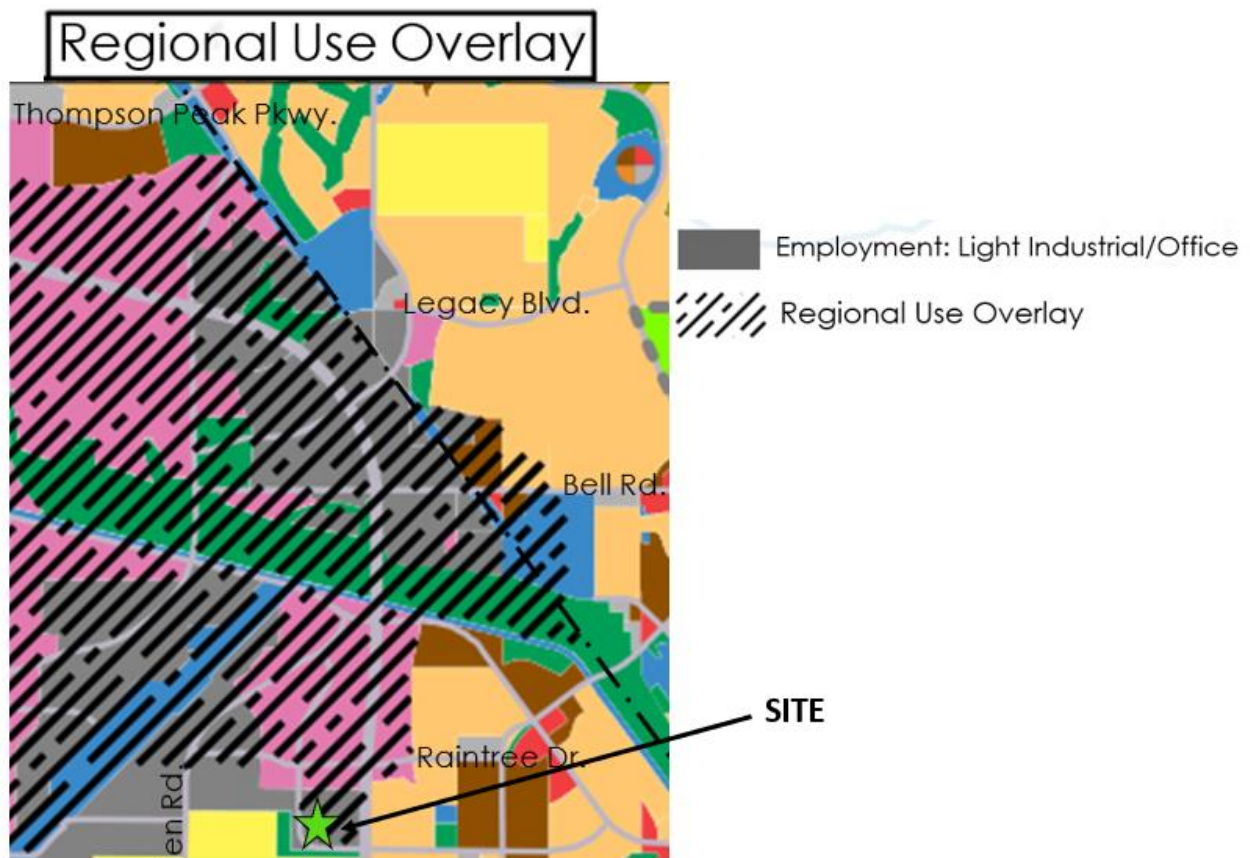 Regional Use Overlay
Thompson Peak Pkwy.
Employment: Light Industrial/Office
Legacy Blvd.
Regional Use Overlay
Bell Rd.
SITE
Raintree Dr.
en Rd.